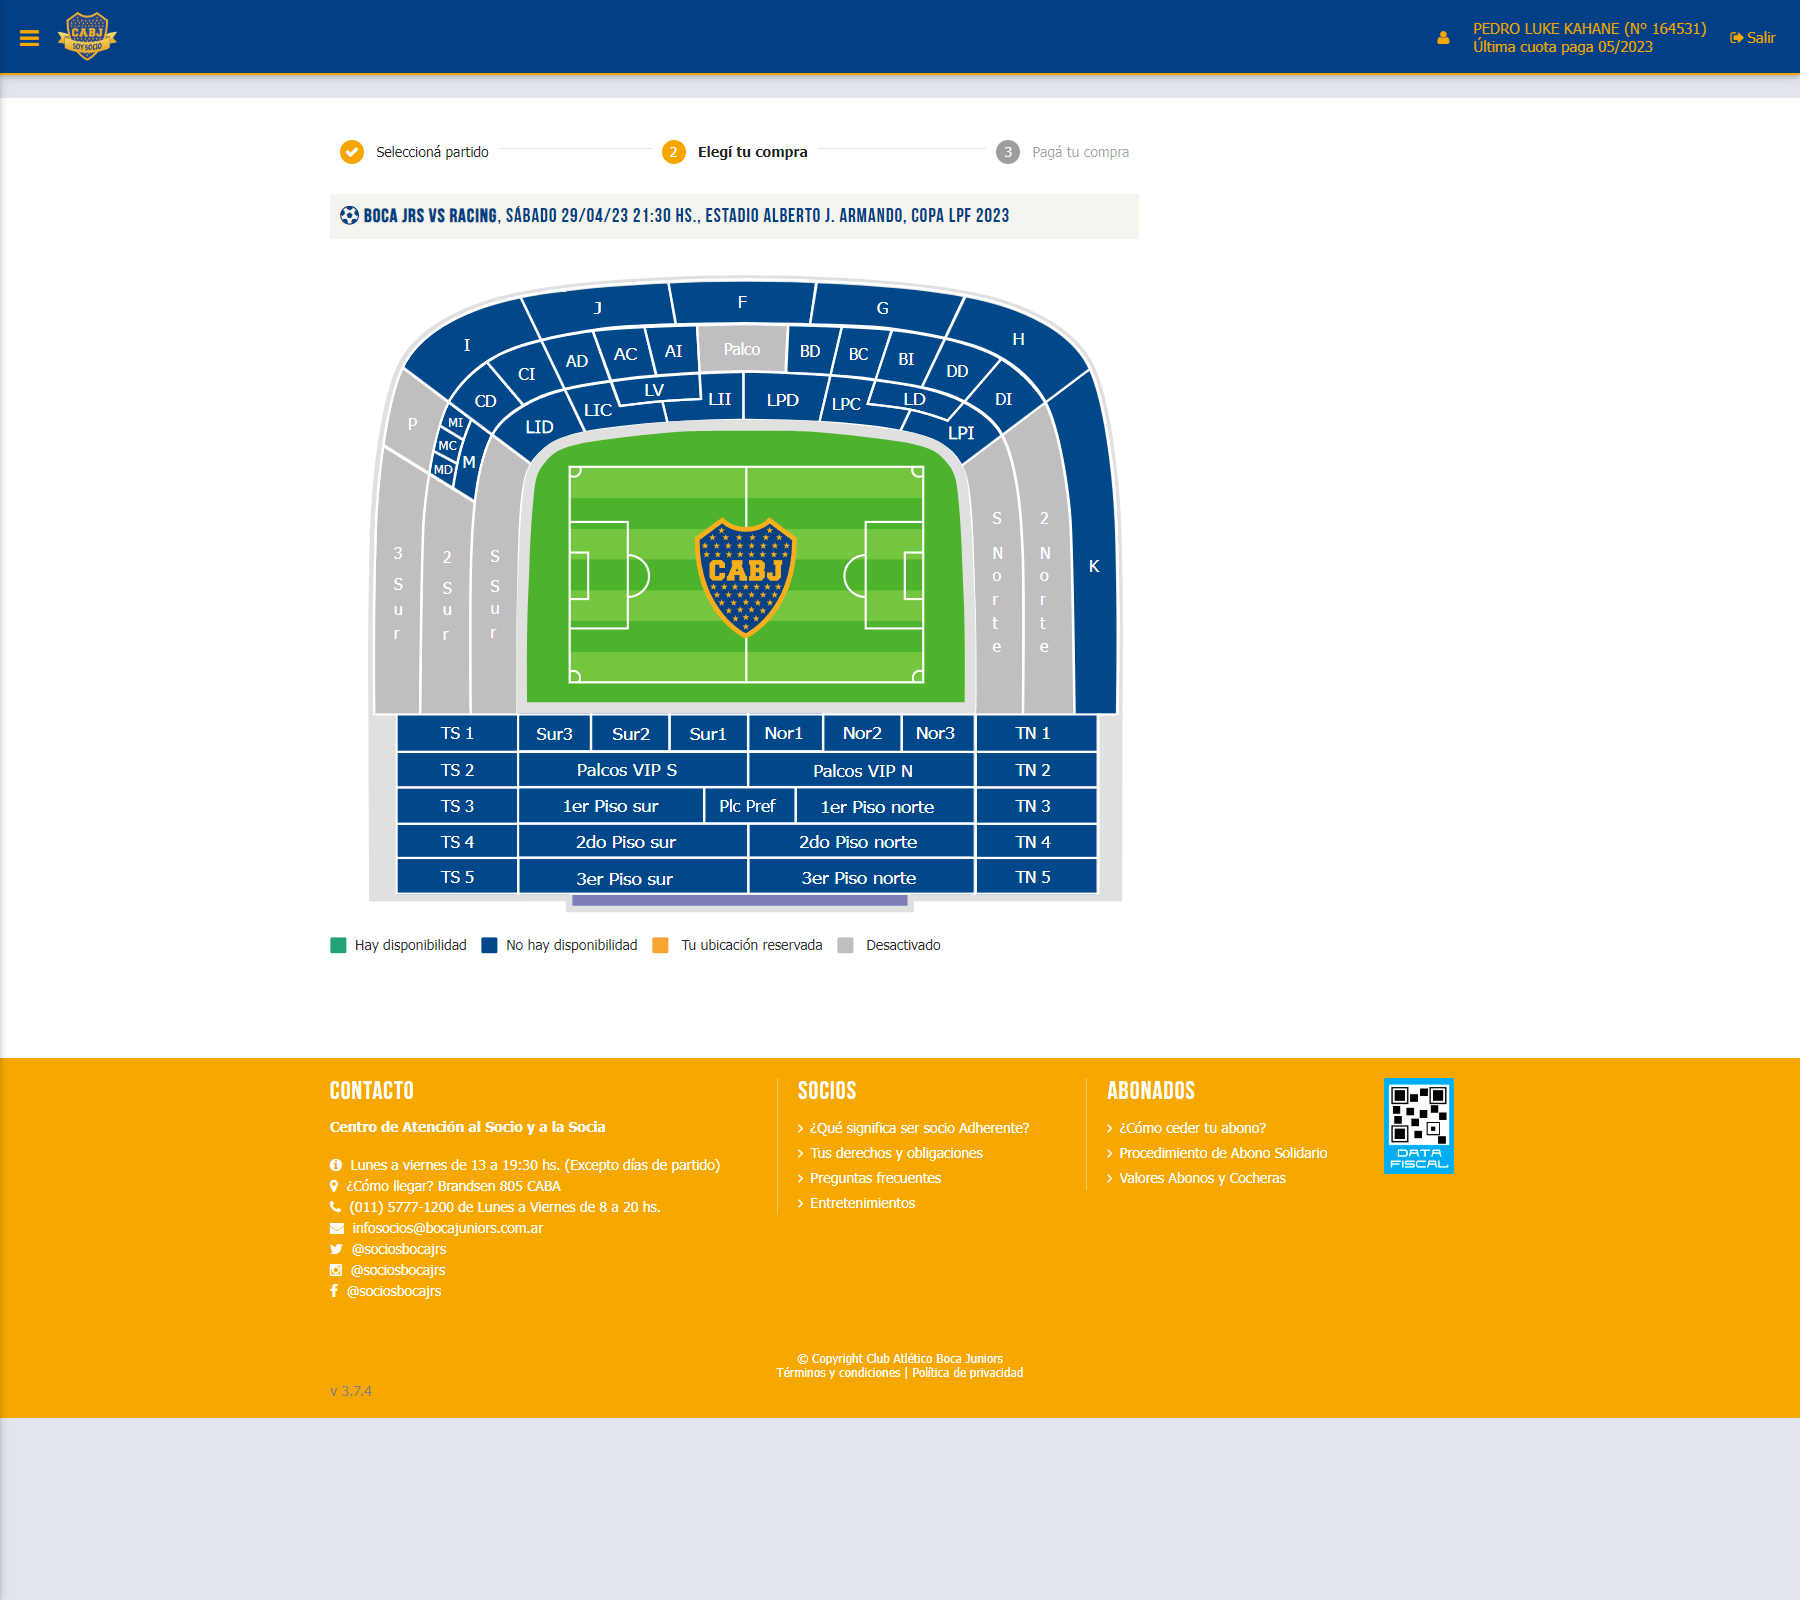 CABJ
SOY SOCIO
PEDRO LUKE KAHANE (Nº 164531)
Última cuota paga 05/2023
Salir
Seleccioná partido
2 Elegí tu compra
3 Pagá tu compra
BOCA JRS VS RACING, SÁBADO 29/04/23 21:30 HS., ESTADIO ALBERTO J. ARMANDO, COPA LPF 2023
I J F G H
CD CI AD AC AI Palco BD BC BI DD DI
LID LIC LV LII LPD LPC LD LPI
P MI MC MD M
3 Sur
2 Sur
S Sur
CABJ
S Norte
2 Norte
K
TS 1 Sur3 Sur2 Sur1 Nor1 Nor2 Nor3 TN 1
TS 2 Palcos VIP S Palcos VIP N TN 2
TS 3 1er Piso sur Plc Pref 1er Piso norte TN 3
TS 4 2do Piso sur 2do Piso norte TN 4
TS 5 3er Piso sur 3er Piso norte TN 5
Hay disponibilidad No hay disponibilidad Tu ubicación reservada Desactivado
CONTACTO
Centro de Atención al Socio y a la Socia
Lunes a viernes de 13 a 19:30 hs. (Excepto días de partido)
¿Cómo llegar? Brandsen 805 CABA
(011) 5777-1200 de Lunes a Viernes de 8 a 20 hs.
infosocios@bocajuniors.com.ar
@sociosbocajrs
@sociosbocajrs
@sociosbocajrs
SOCIOS
¿Qué significa ser socio Adherente?
Tus derechos y obligaciones
Preguntas frecuentes
Entretenimientos
ABONADOS
¿Cómo ceder tu abono?
Procedimiento de Abono Solidario
Valores Abonos y Cocheras
DATA
FISCAL
© Copyright Club Atlético Boca Juniors
Términos y condiciones | Política de privacidad
v 3.7.4